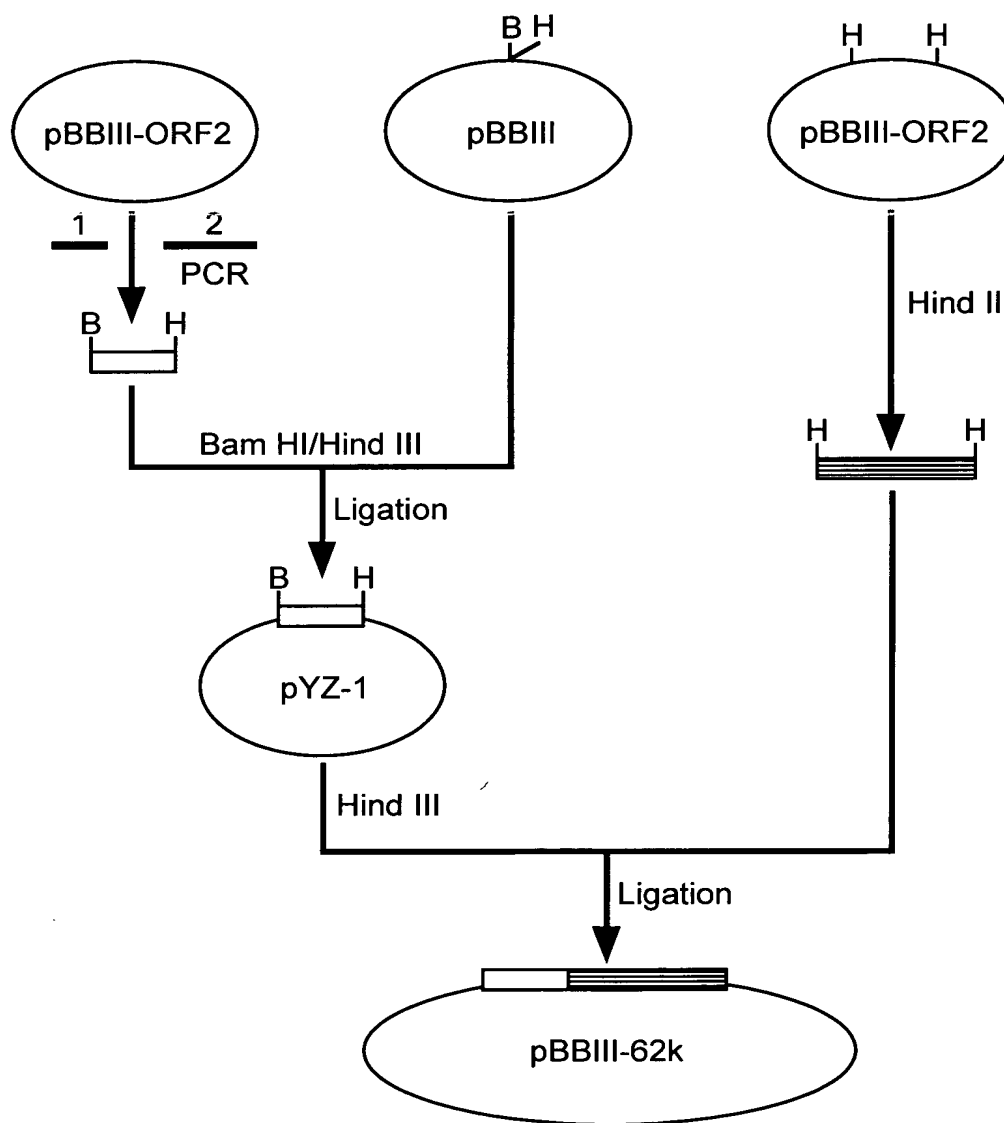 B H
H H
pBBIII-ORF2
pBBIII
pBBIII-ORF2
1 2
PCR
Hind II
B H
H H
Bam HI/Hind III
Ligation
B H
pYZ-1
Hind III
Ligation
pBBIII-62k